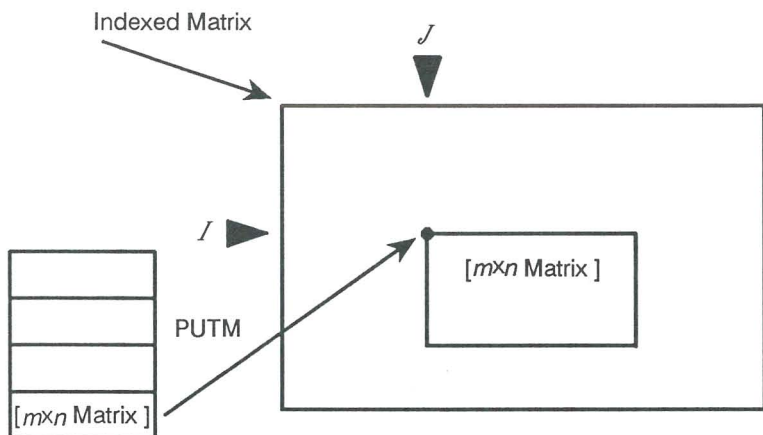 Indexed Matrix
J
I
[m×n Matrix ]
PUTM
[m×n Matrix ]